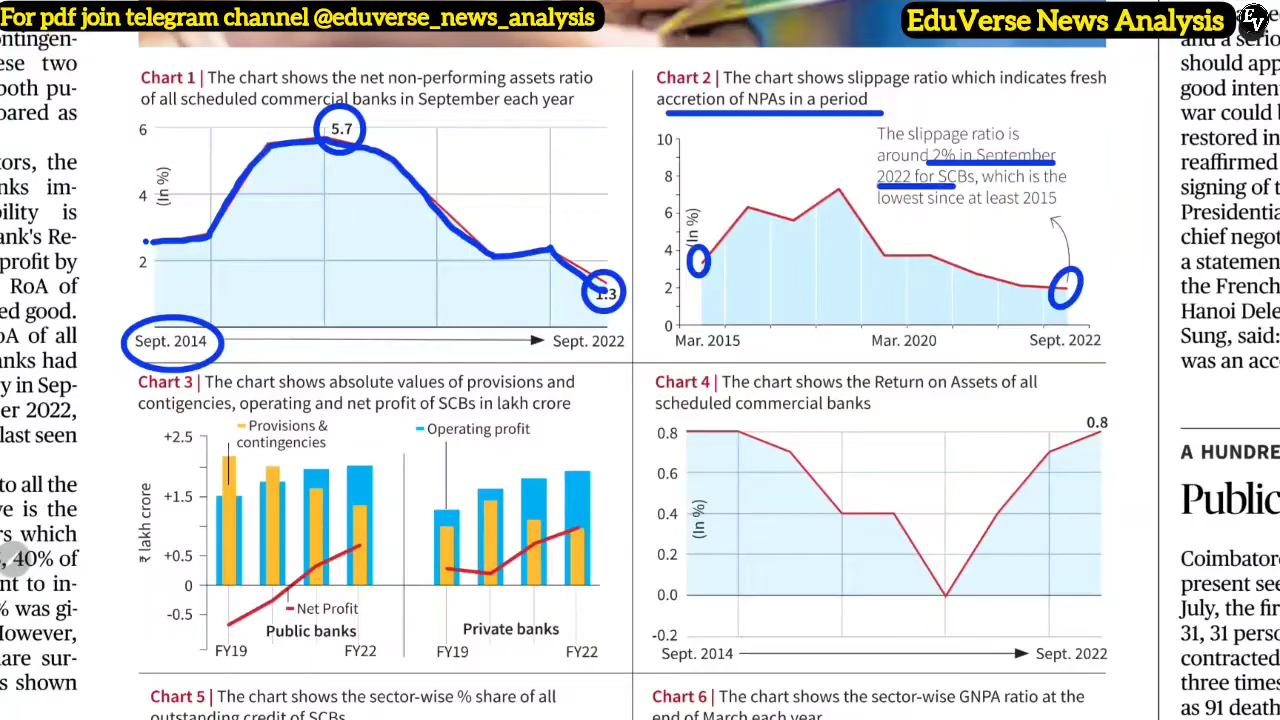 For pdf join telegram channel @eduverse_news_analysis
EduVerse News Analysis
EV
ontingen-
ese two
both pu-
oared as
tors, the
nks im-
bility is
ank's Re-
profit by
RoA of
ed good.
oA of all
anks had
y in Sep-
er 2022,
last seen
to all the
ve is the
rs which
s, 40% of
nt to in-
% was gi-
However,
hare sur-
s shown
Chart 1 | The chart shows the net non-performing assets ratio
of all scheduled commercial banks in September each year
6
5.7
4
(In %)
2
1.3
Sept. 2014
Sept. 2022
Chart 2 | The chart shows slippage ratio which indicates fresh
accretion of NPAs in a period
10
The slippage ratio is
around 2% in September
2022 for SCBs, which is the
lowest since at least 2015
8
6
(In %)
4
2
0
Mar. 2015
Mar. 2020
Sept. 2022
Chart 3 | The chart shows absolute values of provisions and
contigencies, operating and net profit of SCBs in lakh crore
Provisions &
contingencies
Operating profit
+2.5
+1.5
+0.5
0
-0.5
₹ lakh crore
Net Profit
Public banks
Private banks
FY19
FY22
FY19
FY22
Chart 4 | The chart shows the Return on Assets of all
scheduled commercial banks
0.8
0.8
0.6
0.4
(In %)
0.2
0.0
-0.2
Sept. 2014
Sept. 2022
Chart 5 | The chart shows the sector-wise % share of all
outstanding credit of SCBs
Chart 6 | The chart shows the sector-wise GNPA ratio at the
end of March each year
and a serio
should app
good intent
war could b
restored in
reaffirmed
signing of t
Presidentia
chief negot
a statemen
the French
Hanoi Dele
Sung, said:
was an acc
A HUNDRE
Public
Coimbatore
present see
July, the fir
31, 31 perso
contracted
three times
as 91 death